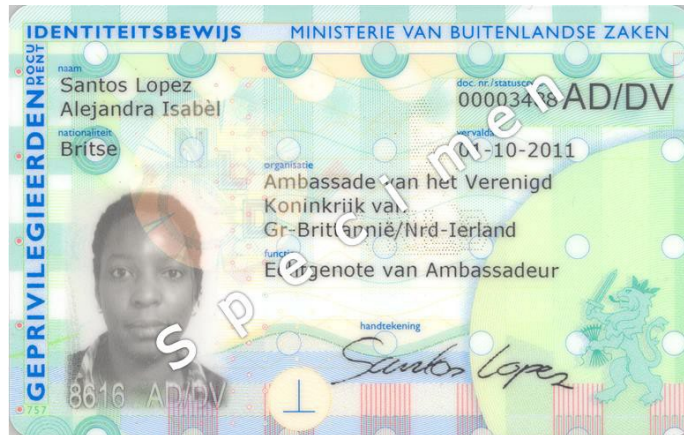 IDENTITEITSBEWIJS MINISTERIE VAN BUITENLANDSE ZAKEN
GEPRIVILEGIEERDEN DOCU
MENT
naam
Santos Lopez
Alejandra Isabèl
doc. nr./statuscode
AD/DV
nationaliteit
Britse
vervaldatum
01-10-2011
organisatie
Ambassade van het Verenigd
Koninkrijk van
Gr-Brittannië/Nrd-Ierland
functie
Echtgenote van Ambassadeur
Specimen
handtekening
Santos Lopez
8616 AD/DV
757